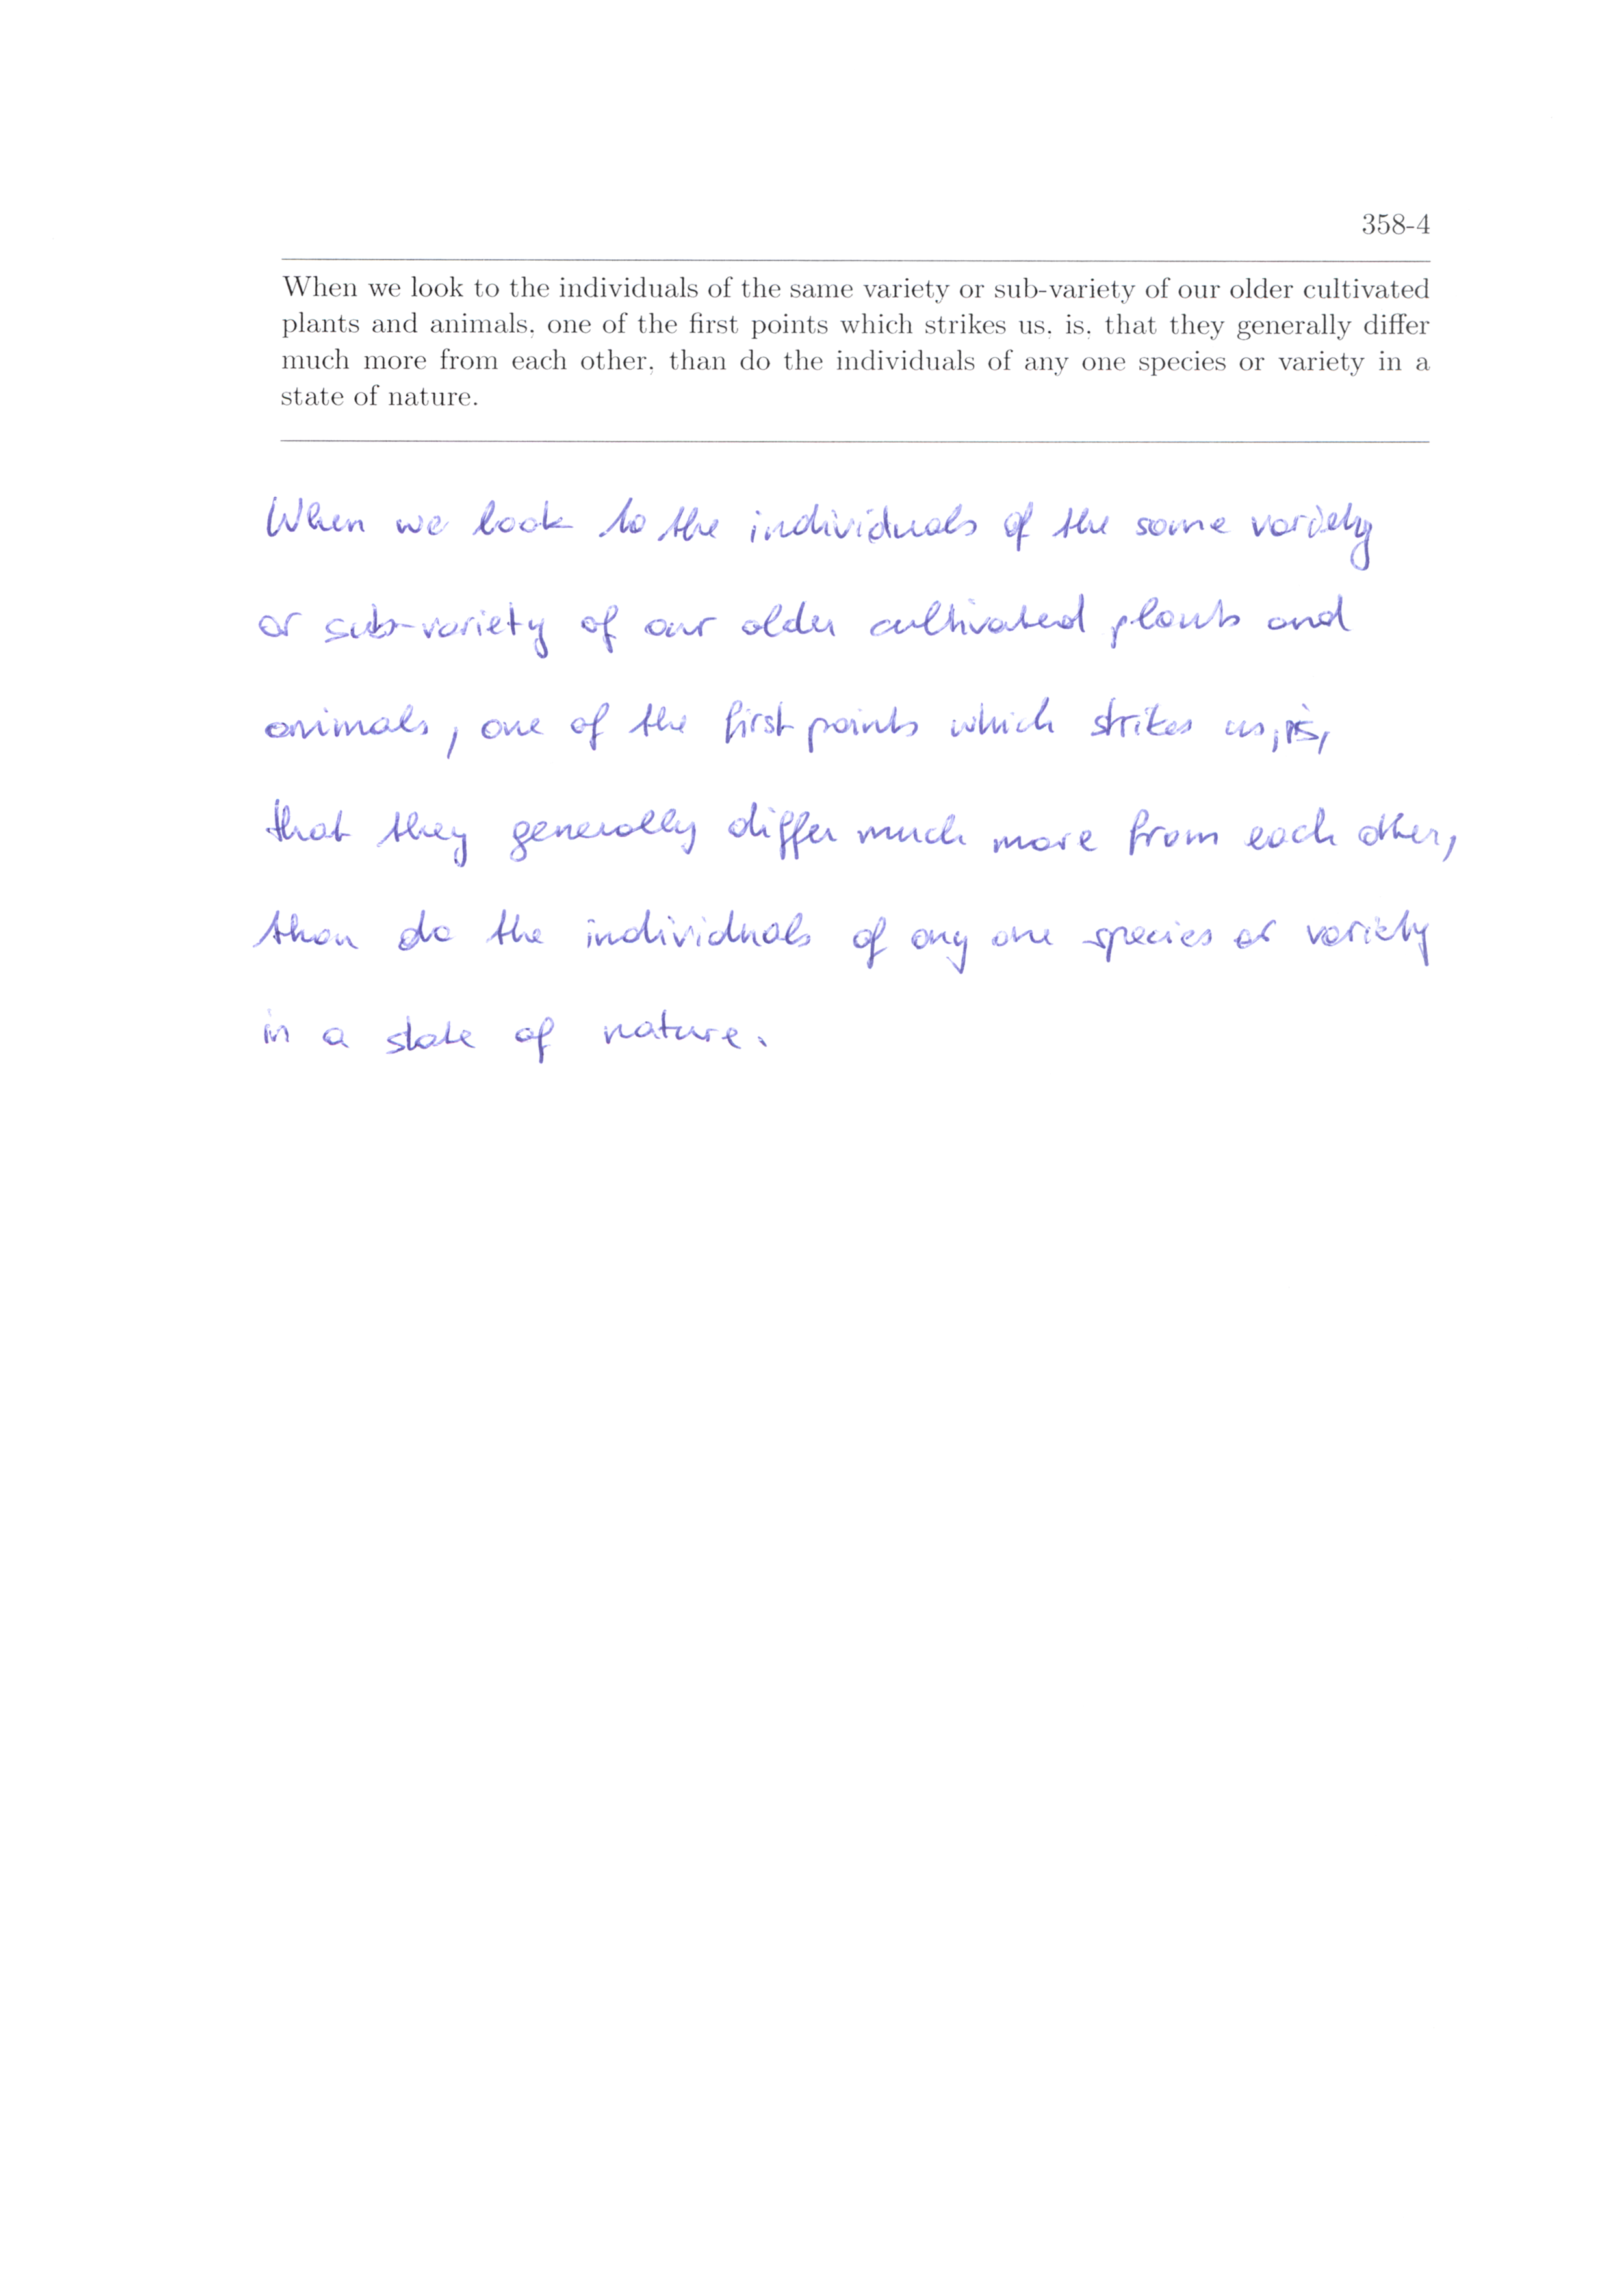 358-4
When we look to the individuals of the same variety or sub-variety of our older cultivated
plants and animals, one of the first points which strikes us, is, that they generally differ
much more from each other, than do the individuals of any one species or variety in a
state of nature.
When we look to the individuals of the same variety
or sub-variety of our older cultivated plants and
animals, one of the first points which strikes us, is,
that they generally differ much more from each other,
than do the individuals of any one species or variety
in a state of nature.